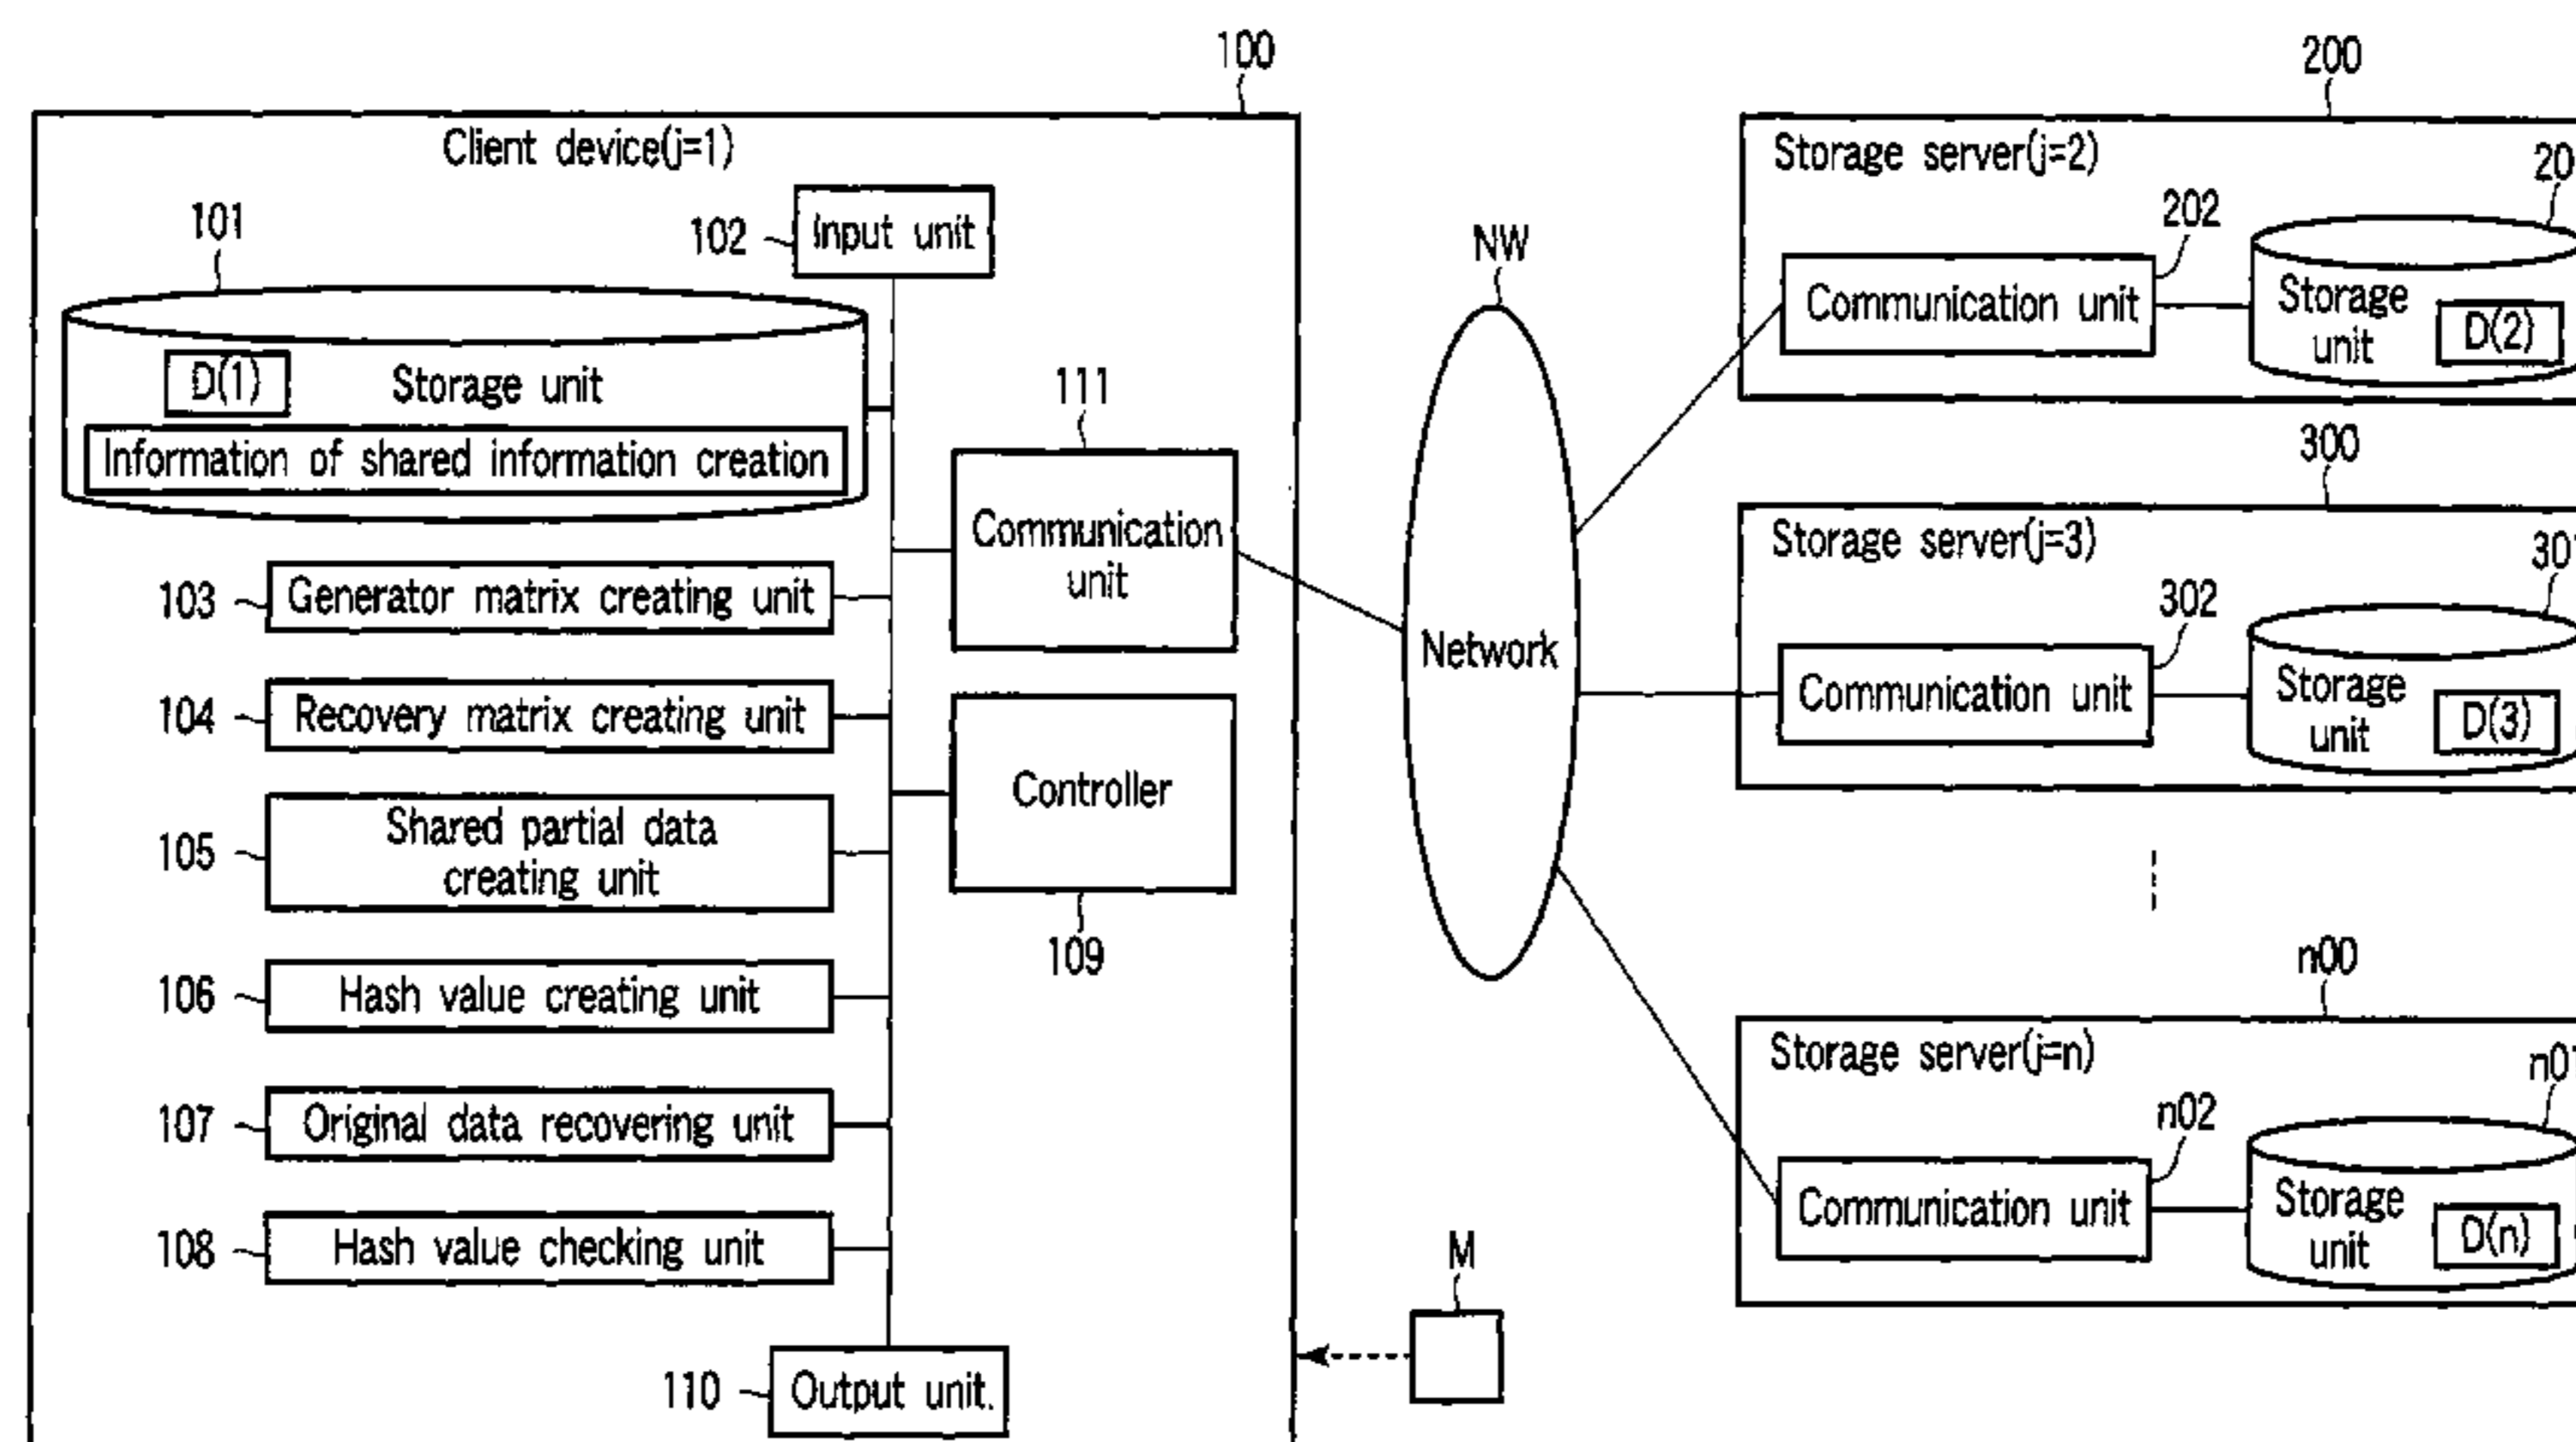 100
Client device(j=1)
101
102
Input unit
D(1)
Storage unit
Information of shared information creation
111
Communication
unit
103
Generator matrix creating unit
104
Recovery matrix creating unit
Controller
109
105
Shared partial data
creating unit
106
Hash value creating unit
107
Original data recovering unit
108
Hash value checking unit
110
Output unit.
NW
Network
M
200
Storage server(j=2)
202
Communication unit
Storage
unit
D(2)
300
Storage server(j=3)
302
Communication unit
Storage
unit
D(3)
n00
Storage server(j=n)
n02
Communication unit
Storage
unit
D(n)